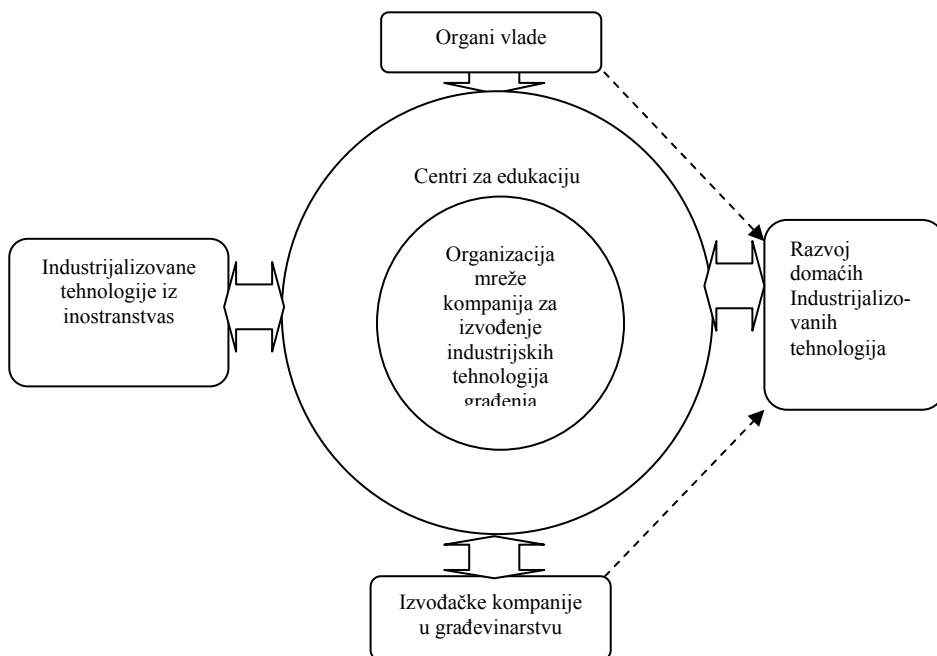 Organi vlade
Centri za edukaciju
Industrijalizovane
tehnologije iz
inostranstvas
Organizacija
mreže
kompanija za
izvođenje
industrijskih
tehnologija
građenja
Razvoj
domaćih
Industrijalizo-
vanih
tehnologija
Izvođačke kompanije
u građevinarstvu